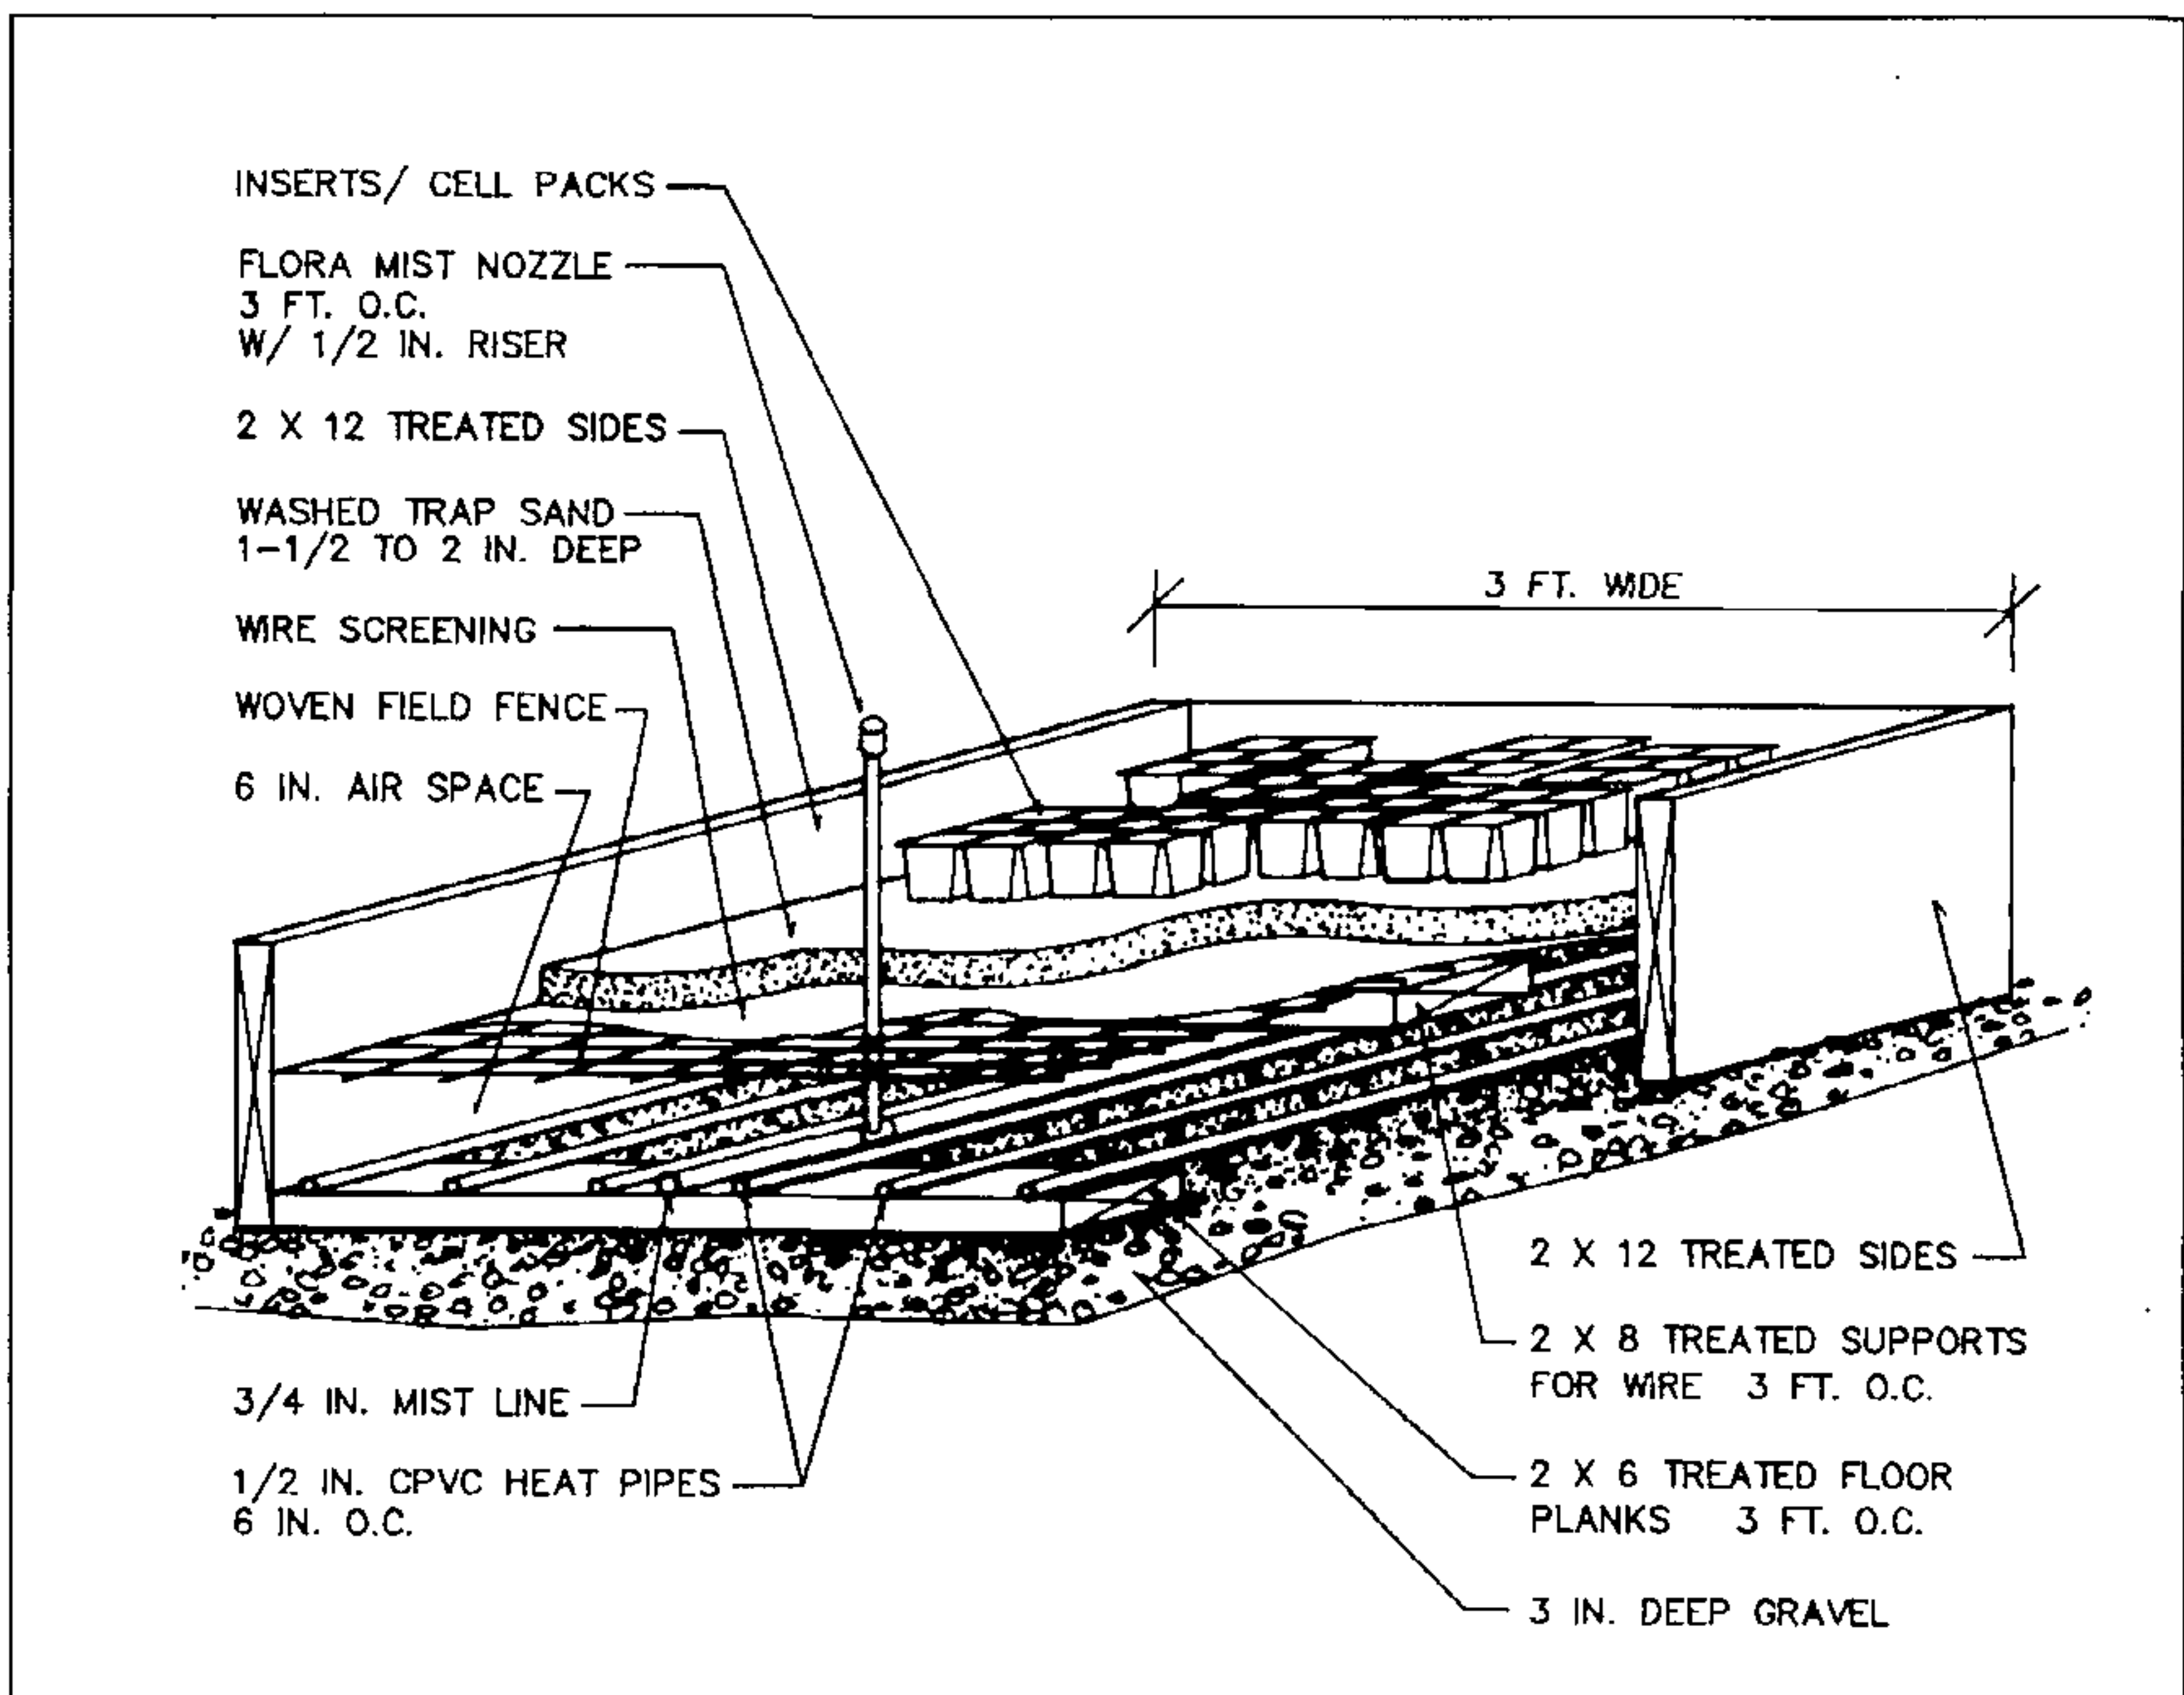 INSERTS/ CELL PACKS
FLORA MIST NOZZLE
3 FT. O.C.
W/ 1/2 IN. RISER
2 X 12 TREATED SIDES
WASHED TRAP SAND
1-1/2 TO 2 IN. DEEP
WIRE SCREENING
WOVEN FIELD FENCE
6 IN. AIR SPACE
3 FT. WIDE
3/4 IN. MIST LINE
1/2 IN. CPVC HEAT PIPES
6 IN. O.C.
2 X 12 TREATED SIDES
2 X 8 TREATED SUPPORTS
FOR WIRE 3 FT. O.C.
2 X 6 TREATED FLOOR
PLANKS 3 FT. O.C.
3 IN. DEEP GRAVEL